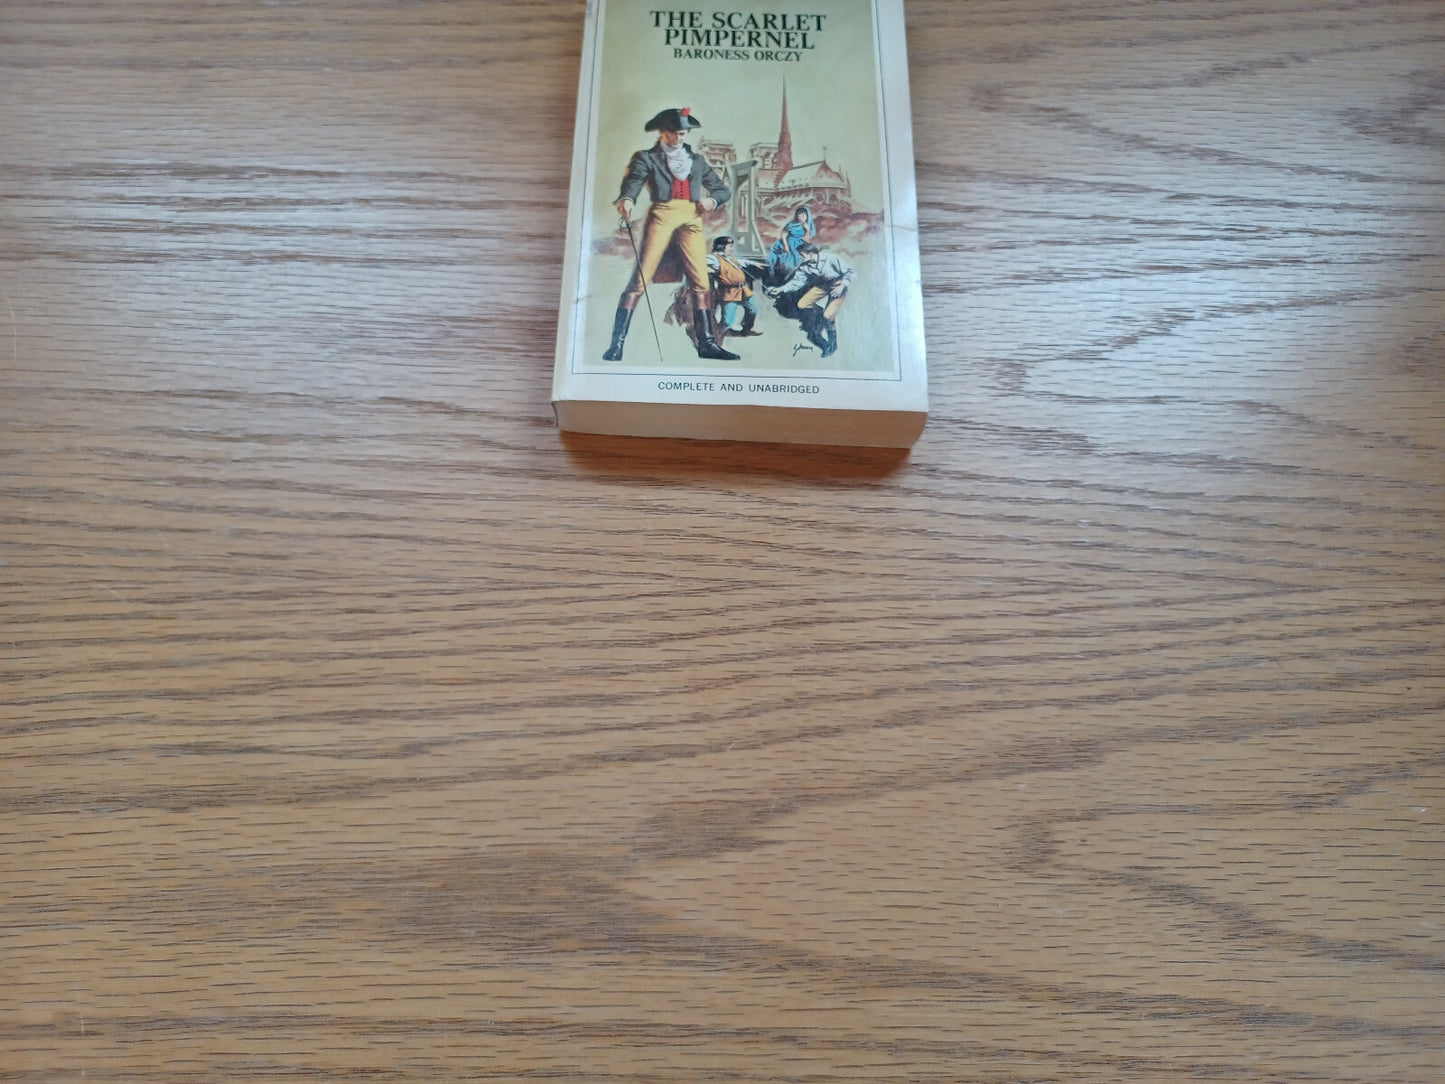 THE SCARLET
PIMPERNEL
BARONESS ORCZY
COMPLETE AND UNABRIDGED